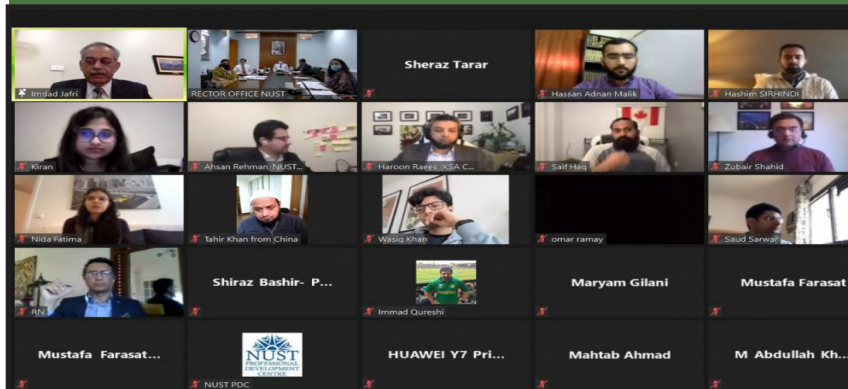 Imdad Jafri
RECTOR OFFICE NUST
Sheraz Tarar
Hassan Adnan Malik
Hashim SIRHINDI
Kiran
Ahsan Rehman, NUST...
Haroon Raees (KSA C...
Saif Haq
Zubair Shahid
Nida Fatima
Tahir Khan from China
Wasiq Khan
omar ramay
Saud Sarwar
RN
Shiraz Bashir- P...
Immad Qureshi
Maryam Gilani
Mustafa Farasat
Mustafa Farasat...
NUST
PROFESSIONAL
DEVELOPMENT
CENTRE
NUST PDC
HUAWEI Y7 Pri...
Mahtab Ahmad
M Abdullah Kh...